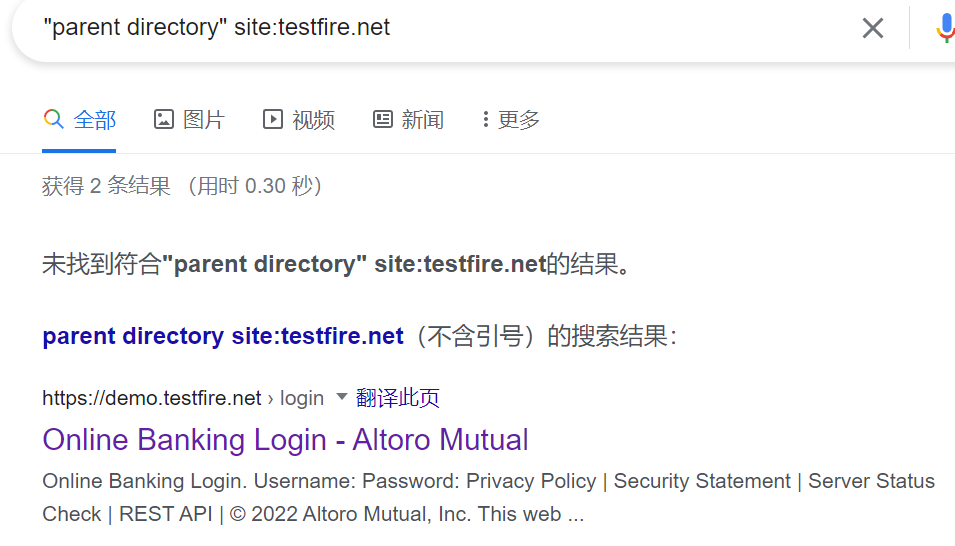 "parent directory" site:testfire.net
全部 图片 视频 新闻 更多
获得 2 条结果 （用时 0.30 秒）
未找到符合"parent directory" site:testfire.net的结果。
parent directory site:testfire.net（不含引号）的搜索结果：
https://demo.testfire.net › login 翻译此页
Online Banking Login - Altoro Mutual
Online Banking Login. Username: Password: Privacy Policy | Security Statement | Server Status
Check | REST API | © 2022 Altoro Mutual, Inc. This web ...